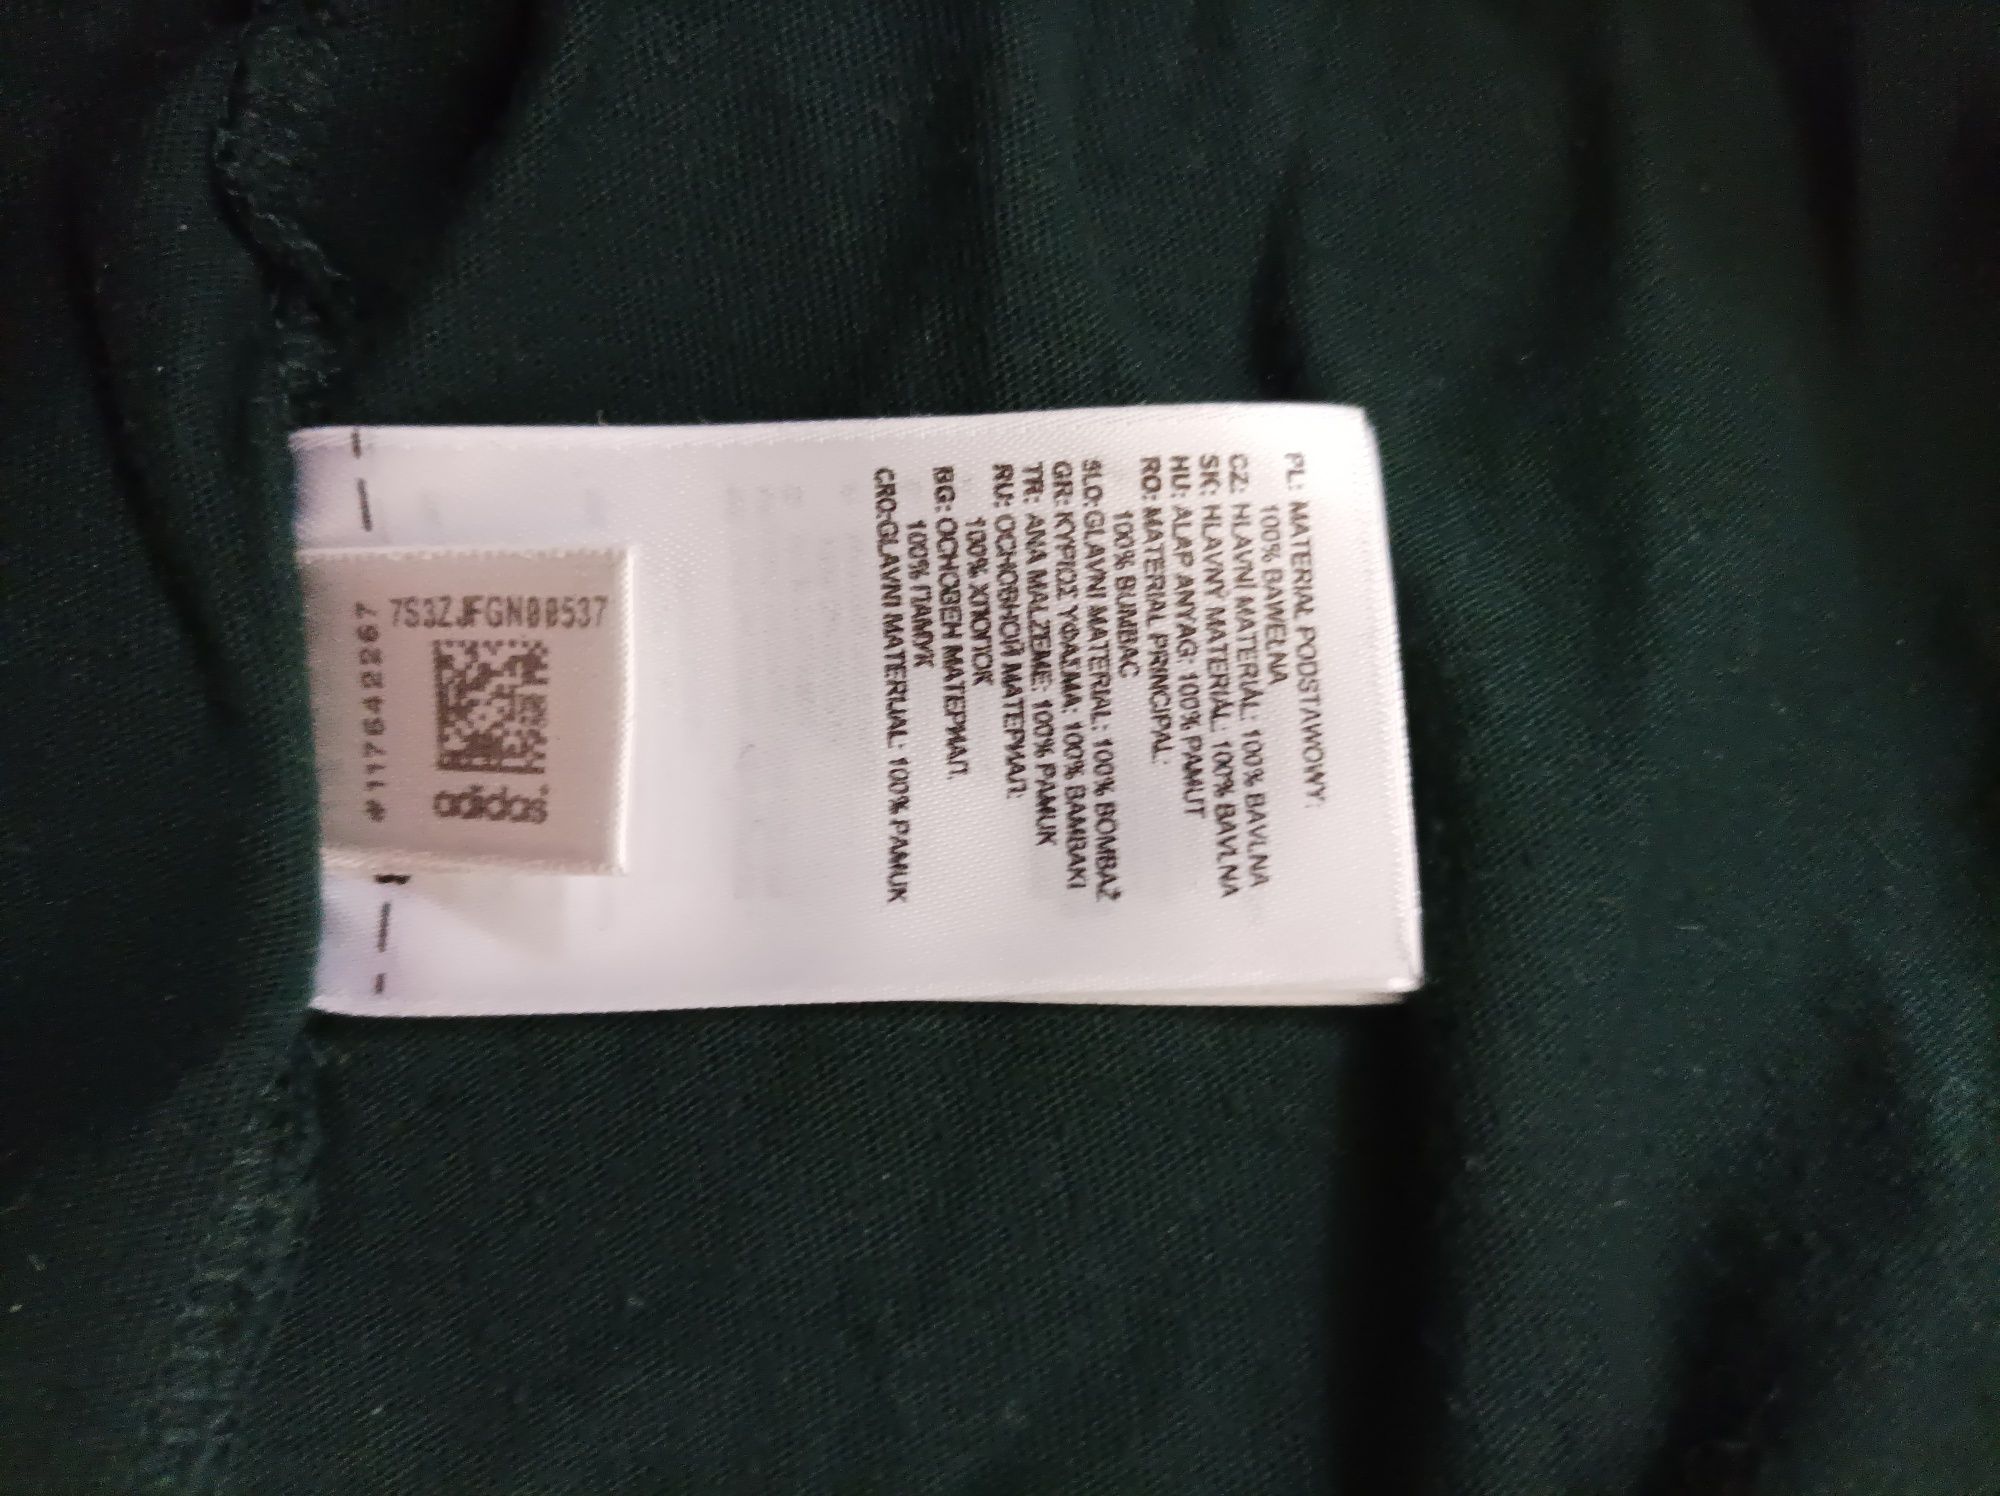 PL: MATERIAŁ PODSTAWOWY:
100% BAWEŁNA
CZ: HLAVNÍ MATERIÁL: 100% BAVLNA
SK: HLAVNÝ MATERIÁL: 100% BAVLNA
HU: ALAP ANYAG: 100% PAMUT
RO: MATERIAL PRINCIPAL:
100% BUMBAC
SLO:GLAVNI MATERIAL: 100% BOMBAŽ
GR: ΚΥΡΙΩΣ ΥΦΑΣΜΑ: 100% ΒΑΜΒΑΚΙ
TR: ANA MALZEME: 100% PAMUK
RU: ОСНОВНОЙ МАТЕРИАЛ:
100% ХЛОПОК
BG: ОСНОВЕН МАТЕРИАЛ:
100% ПАМУК
CRO:GLAVNI MATERIJAL: 100% PAMUK
7S3ZJFGN00537
adidas.
#117642267